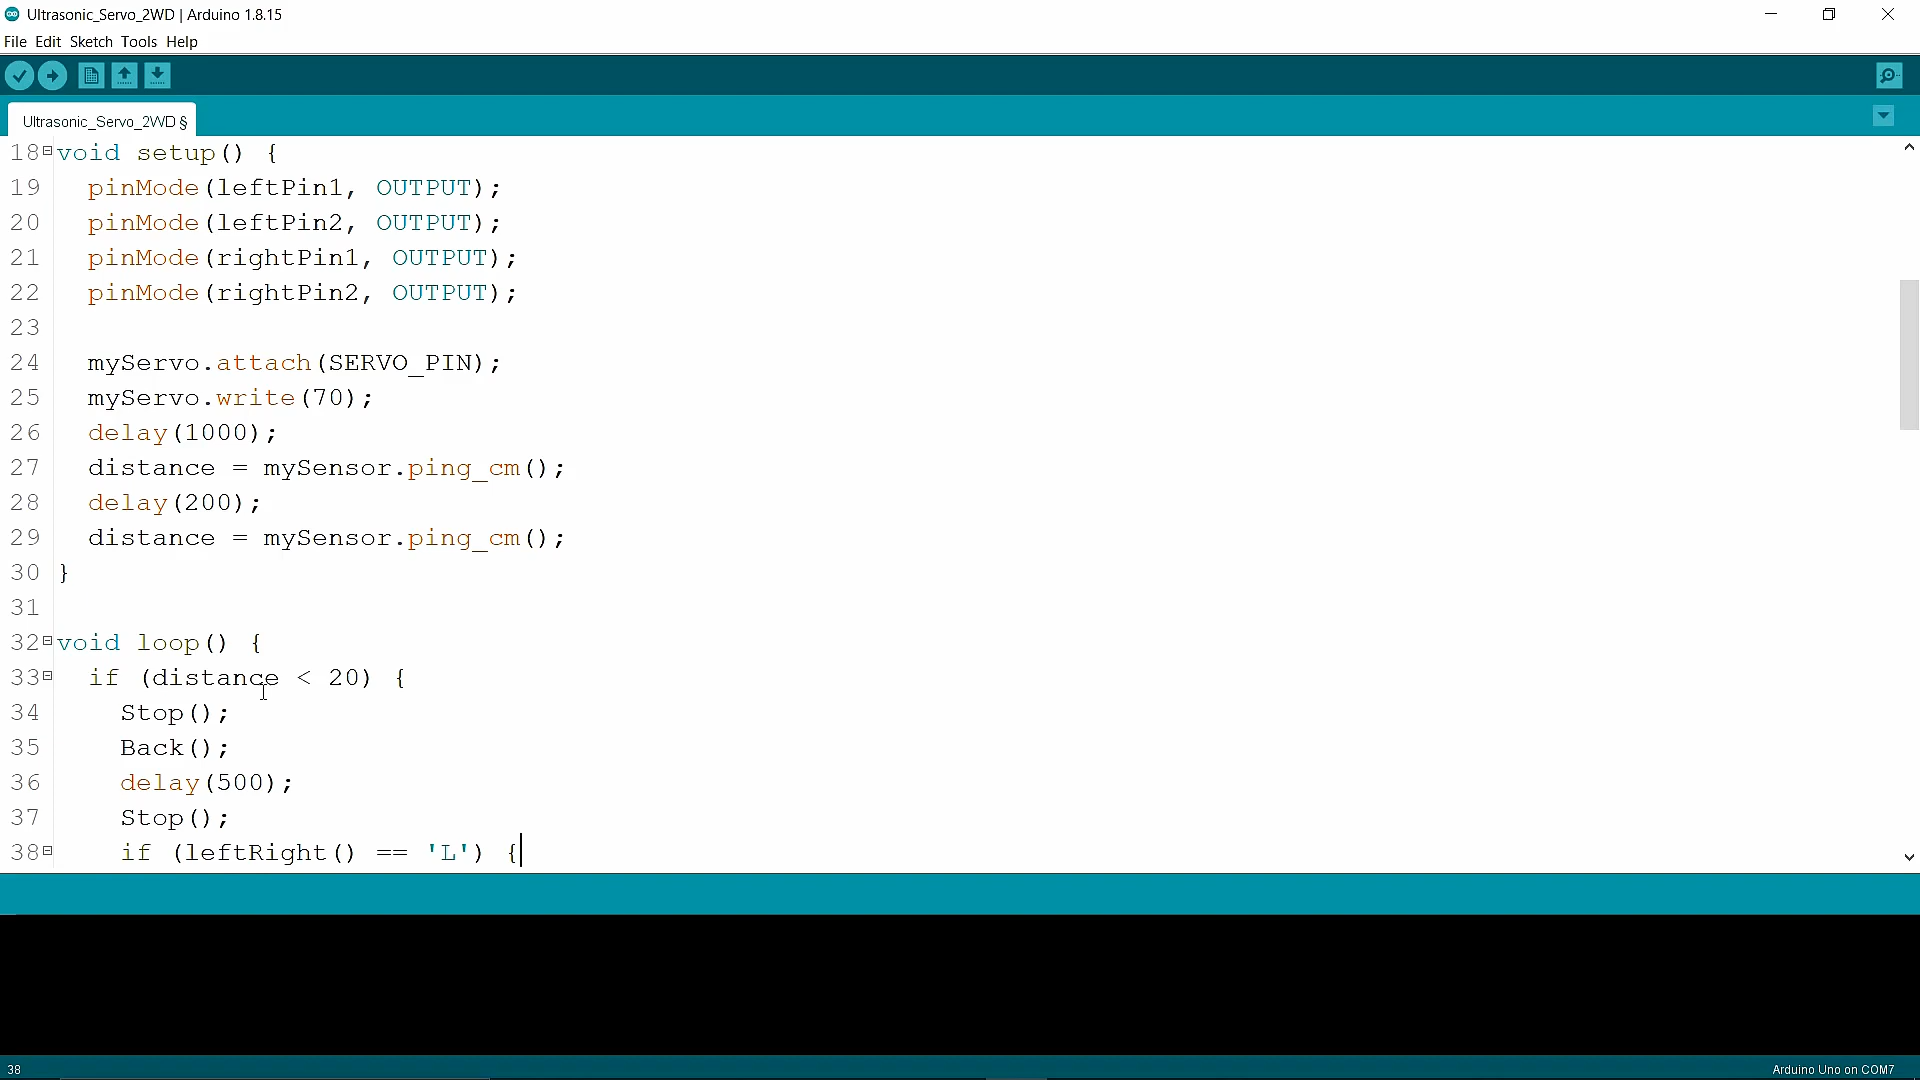 Ultrasonic_Servo_2WD | Arduino 1.8.15
File Edit Sketch Tools Help
Ultrasonic_Servo_2WD §
18 void setup() {
19   pinMode(leftPin1, OUTPUT);
20   pinMode(leftPin2, OUTPUT);
21   pinMode(rightPin1, OUTPUT);
22   pinMode(rightPin2, OUTPUT);
23
24   myServo.attach(SERVO_PIN);
25   myServo.write(70);
26   delay(1000);
27   distance = mySensor.ping_cm();
28   delay(200);
29   distance = mySensor.ping_cm();
30 }
31
32 void loop() {
33   if (distance < 20) {
34     Stop();
35     Back();
36     delay(500);
37     Stop();
38     if (leftRight() == 'L') {
38
Arduino Uno on COM7